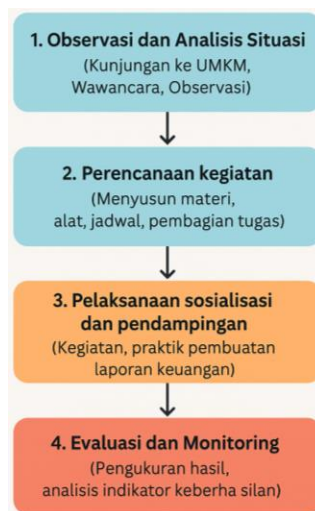 1. Observasi dan Analisis Situasi
(Kunjungan ke UMKM,
Wawancara, Observasi)
2. Perencanaan kegiatan
(Menyusun materi,
alat, jadwal, pembagian tugas)
3. Pelaksanaan sosialisasi
dan pendampingan
(Kegiatan, praktik pembuatan
laporan keuangan)
4. Evaluasi dan Monitoring
(Pengukuran hasil,
analisis indikator keberha silan)